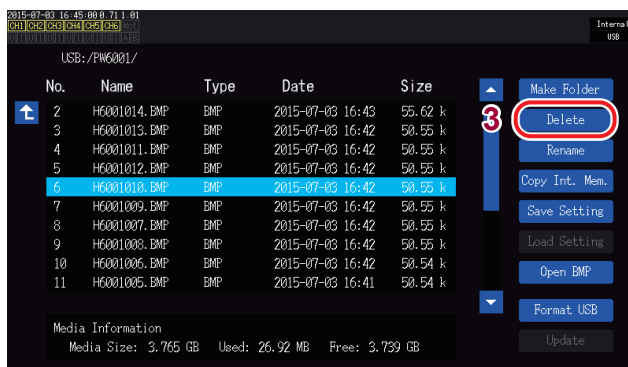 2015-07-03 16:45:00 0.71 1.01
CH1 CH2 CH3 CH4 CH5 CH6 Mot
U I U I U I U I U I U I A B
Internal
USB
USB:/PW6001/
No. Name Type Date Size
2 H6001014.BMP BMP 2015-07-03 16:43 55.62 k
3 H6001013.BMP BMP 2015-07-03 16:42 50.55 k
4 H6001011.BMP BMP 2015-07-03 16:42 50.55 k
5 H6001012.BMP BMP 2015-07-03 16:42 50.55 k
6 H6001010.BMP BMP 2015-07-03 16:42 50.55 k
7 H6001009.BMP BMP 2015-07-03 16:42 50.55 k
8 H6001007.BMP BMP 2015-07-03 16:42 50.55 k
9 H6001008.BMP BMP 2015-07-03 16:42 50.55 k
10 H6001006.BMP BMP 2015-07-03 16:42 50.54 k
11 H6001005.BMP BMP 2015-07-03 16:41 50.54 k
Make Folder
3
Delete
Rename
Copy Int. Mem.
Save Setting
Load Setting
Open BMP
Format USB
Update
Media Information
Media Size: 3.765 GB Used: 26.92 MB Free: 3.739 GB